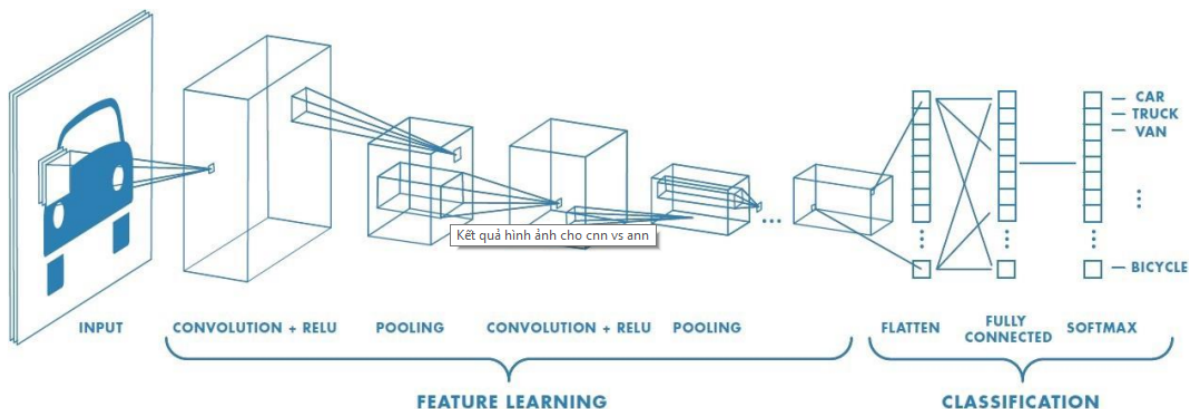 CAR
TRUCK
VAN
Kết quả hình ảnh cho cnn vs ann
BICYCLE
INPUT
CONVOLUTION + RELU
POOLING
CONVOLUTION + RELU
POOLING
FLATTEN
FULLY
CONNECTED
SOFTMAX
FEATURE LEARNING
CLASSIFICATION